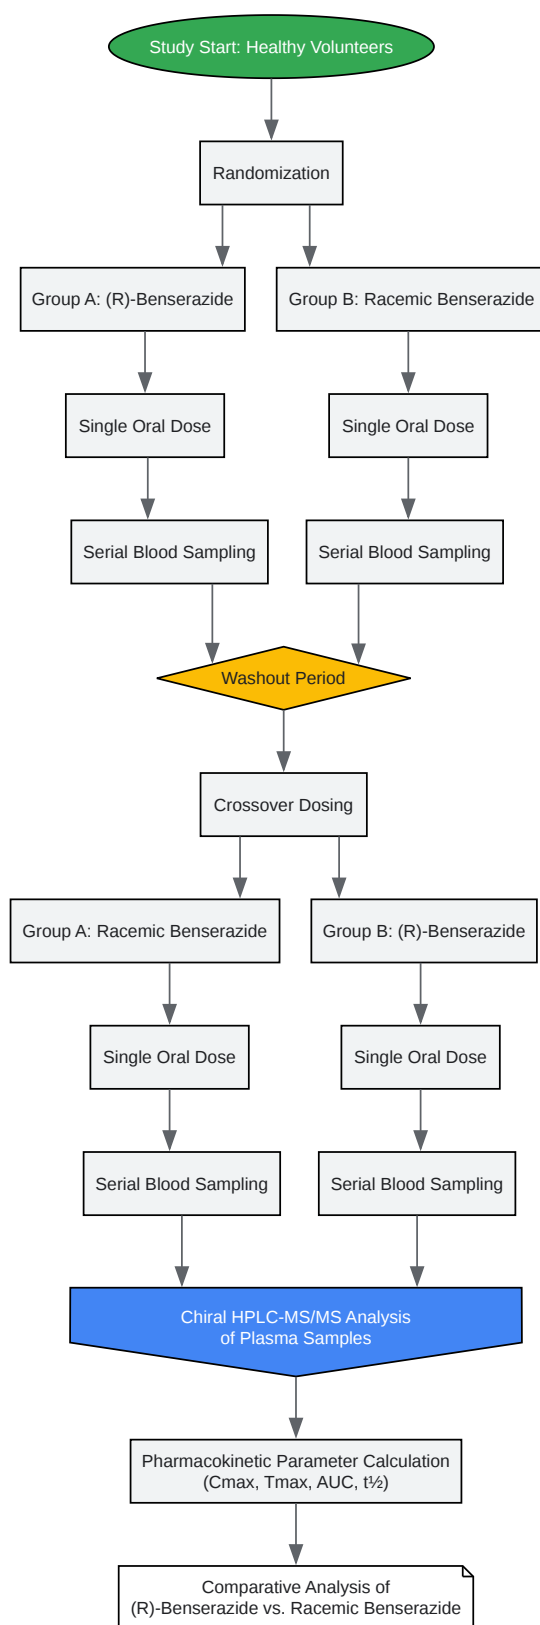 Study Start: Healthy Volunteers
Randomization
Group A: (R)-Benserazide
Group B: Racemic Benserazide
Single Oral Dose
Single Oral Dose
Serial Blood Sampling
Serial Blood Sampling
Washout Period
Crossover Dosing
Group A: Racemic Benserazide
Group B: (R)-Benserazide
Single Oral Dose
Single Oral Dose
Serial Blood Sampling
Serial Blood Sampling
Chiral HPLC-MS/MS Analysis
of Plasma Samples
Pharmacokinetic Parameter Calculation
(Cmax, Tmax, AUC, t½)
Comparative Analysis of
(R)-Benserazide vs. Racemic Benserazide